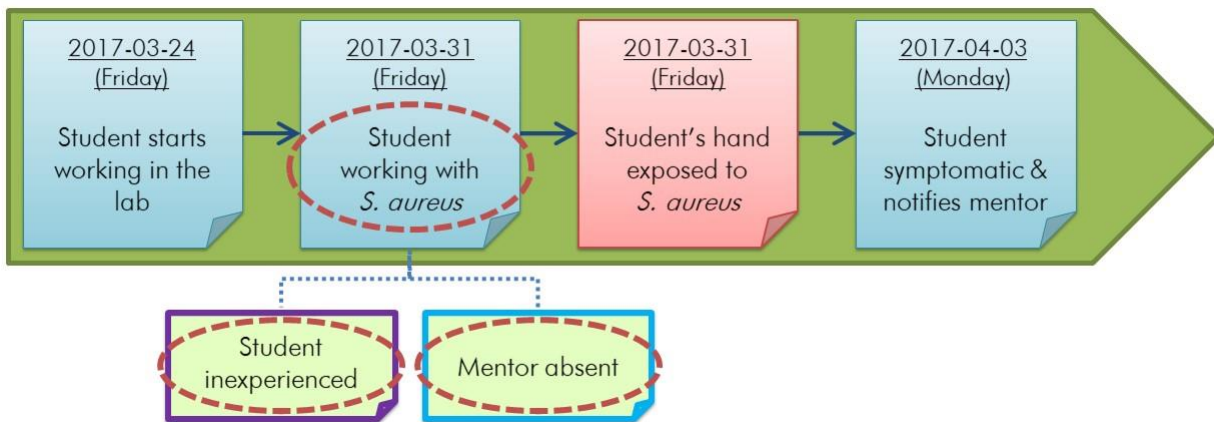 2017-03-24
(Friday)
Student starts
working in the
lab
2017-03-31
(Friday)
Student
working with
S. aureus
2017-03-31
(Friday)
Student’s hand
exposed to
S. aureus
2017-04-03
(Monday)
Student
symptomatic &
notifies mentor
Student
inexperienced
Mentor absent